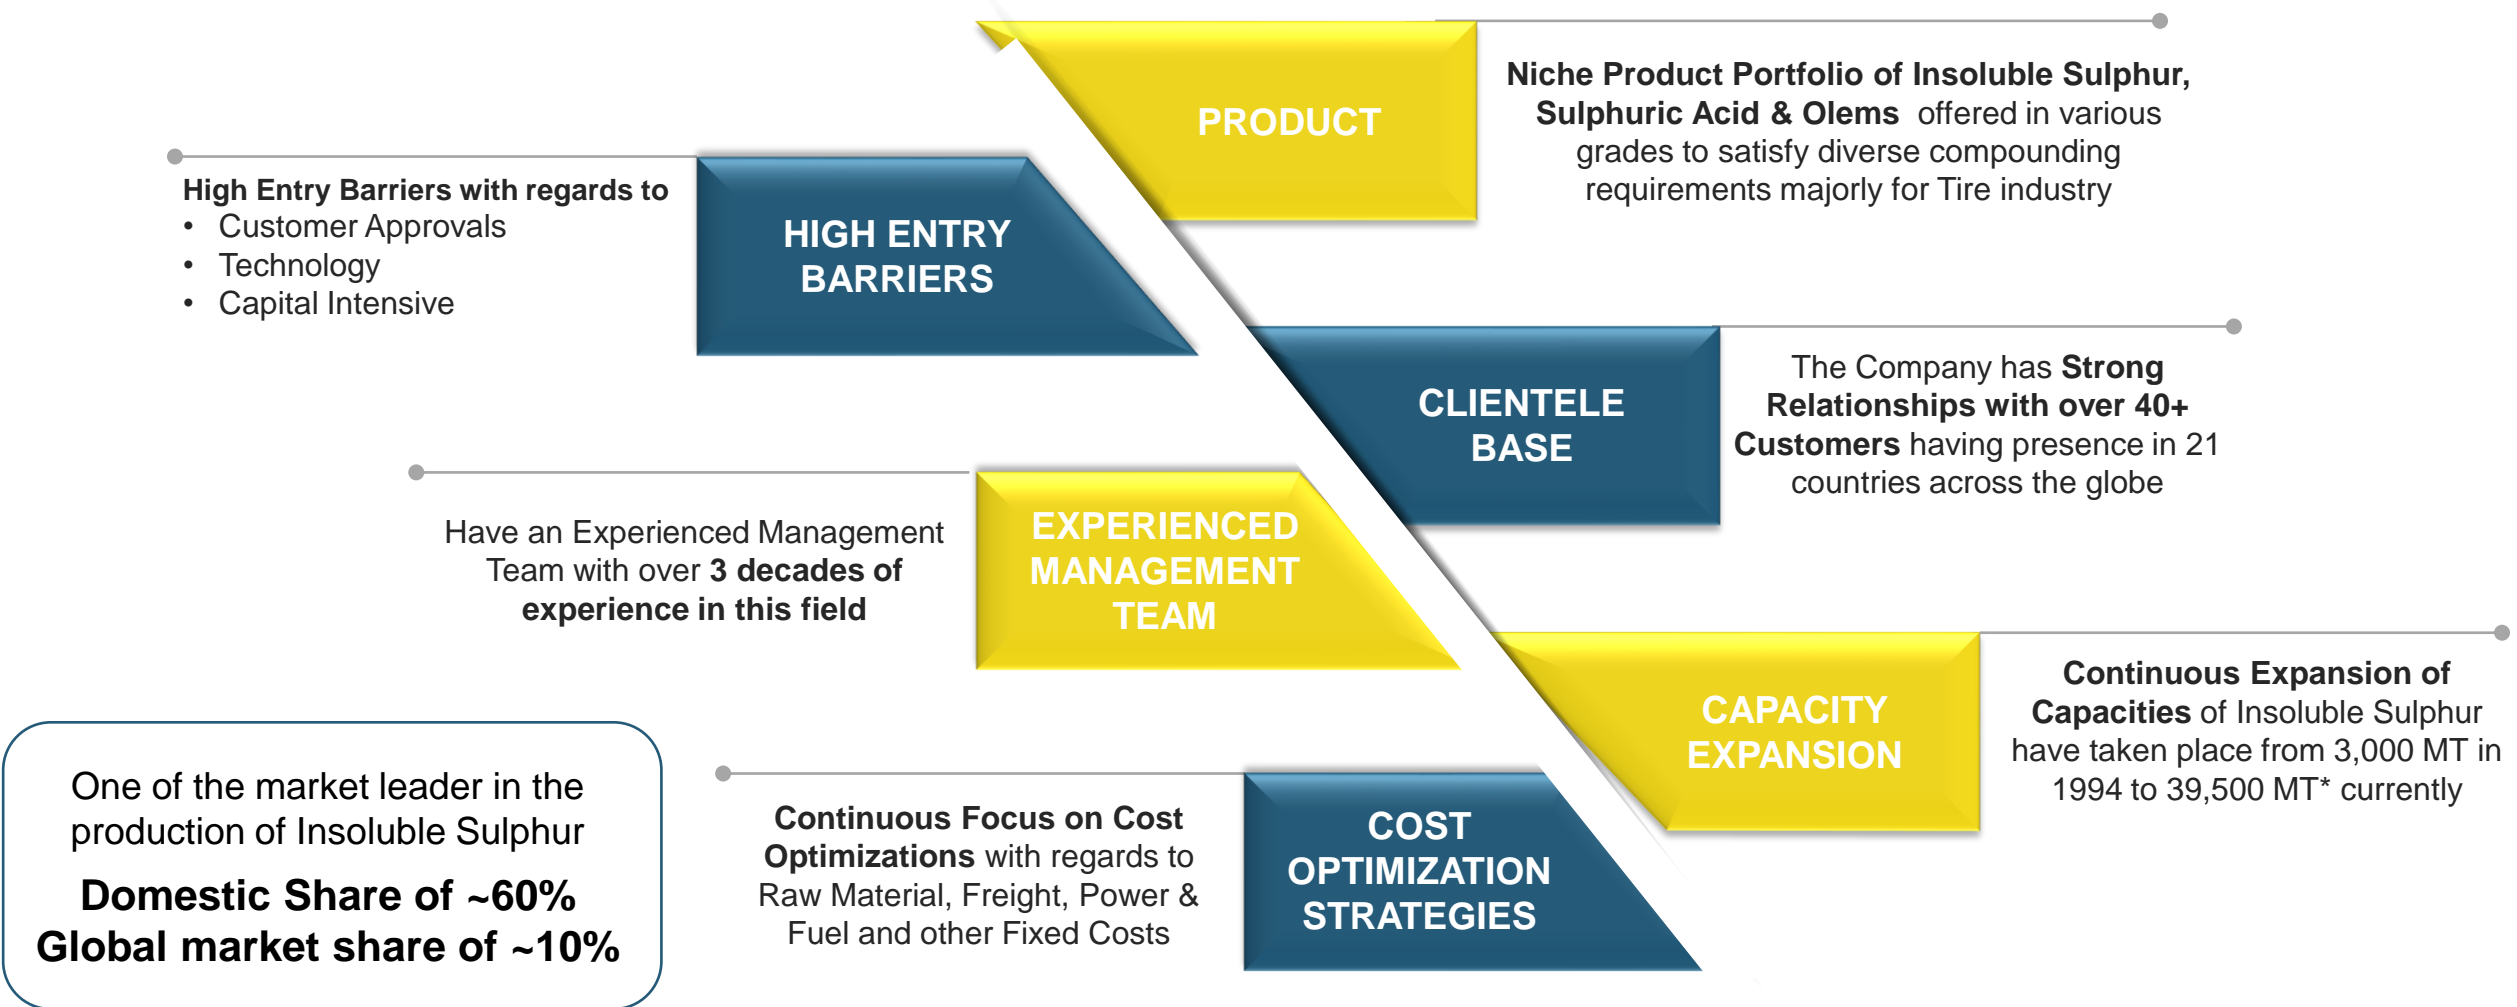 PRODUCT
Niche Product Portfolio of Insoluble Sulphur,
Sulphuric Acid & Olems offered in various
grades to satisfy diverse compounding
requirements majorly for Tire industry
High Entry Barriers with regards to
• Customer Approvals
• Technology
• Capital Intensive
HIGH ENTRY
BARRIERS
CLIENTELE
BASE
The Company has Strong
Relationships with over 40+
Customers having presence in 21
countries across the globe
Have an Experienced Management
Team with over 3 decades of
experience in this field
EXPERIENCED
MANAGEMENT
TEAM
CAPACITY
EXPANSION
Continuous Expansion of
Capacities of Insoluble Sulphur
have taken place from 3,000 MT in
1994 to 39,500 MT* currently
Continuous Focus on Cost
Optimizations with regards to
Raw Material, Freight, Power &
Fuel and other Fixed Costs
COST
OPTIMIZATION
STRATEGIES
One of the market leader in the
production of Insoluble Sulphur
Domestic Share of ~60%
Global market share of ~10%